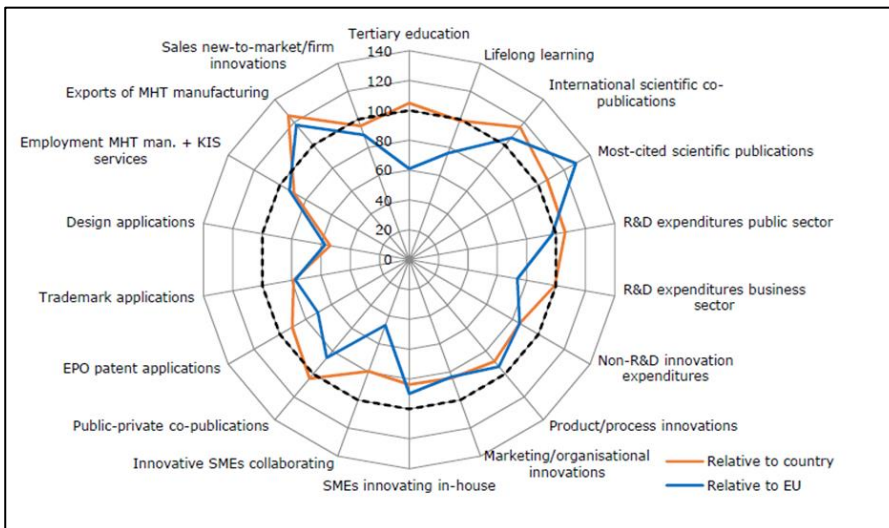 Tertiary education
140
120
100
80
60
40
20
0
Lifelong learning
International scientific co-
publications
Most-cited scientific publications
R&D expenditures public sector
R&D expenditures business
sector
Non-R&D innovation
expenditures
Product/process innovations
Marketing/organisational
innovations
SMEs innovating in-house
Innovative SMEs collaborating
Public-private co-publications
EPO patent applications
Trademark applications
Design applications
Employment MHT man. + KIS
services
Exports of MHT manufacturing
Sales new-to-market/firm
innovations
Relative to country
Relative to EU